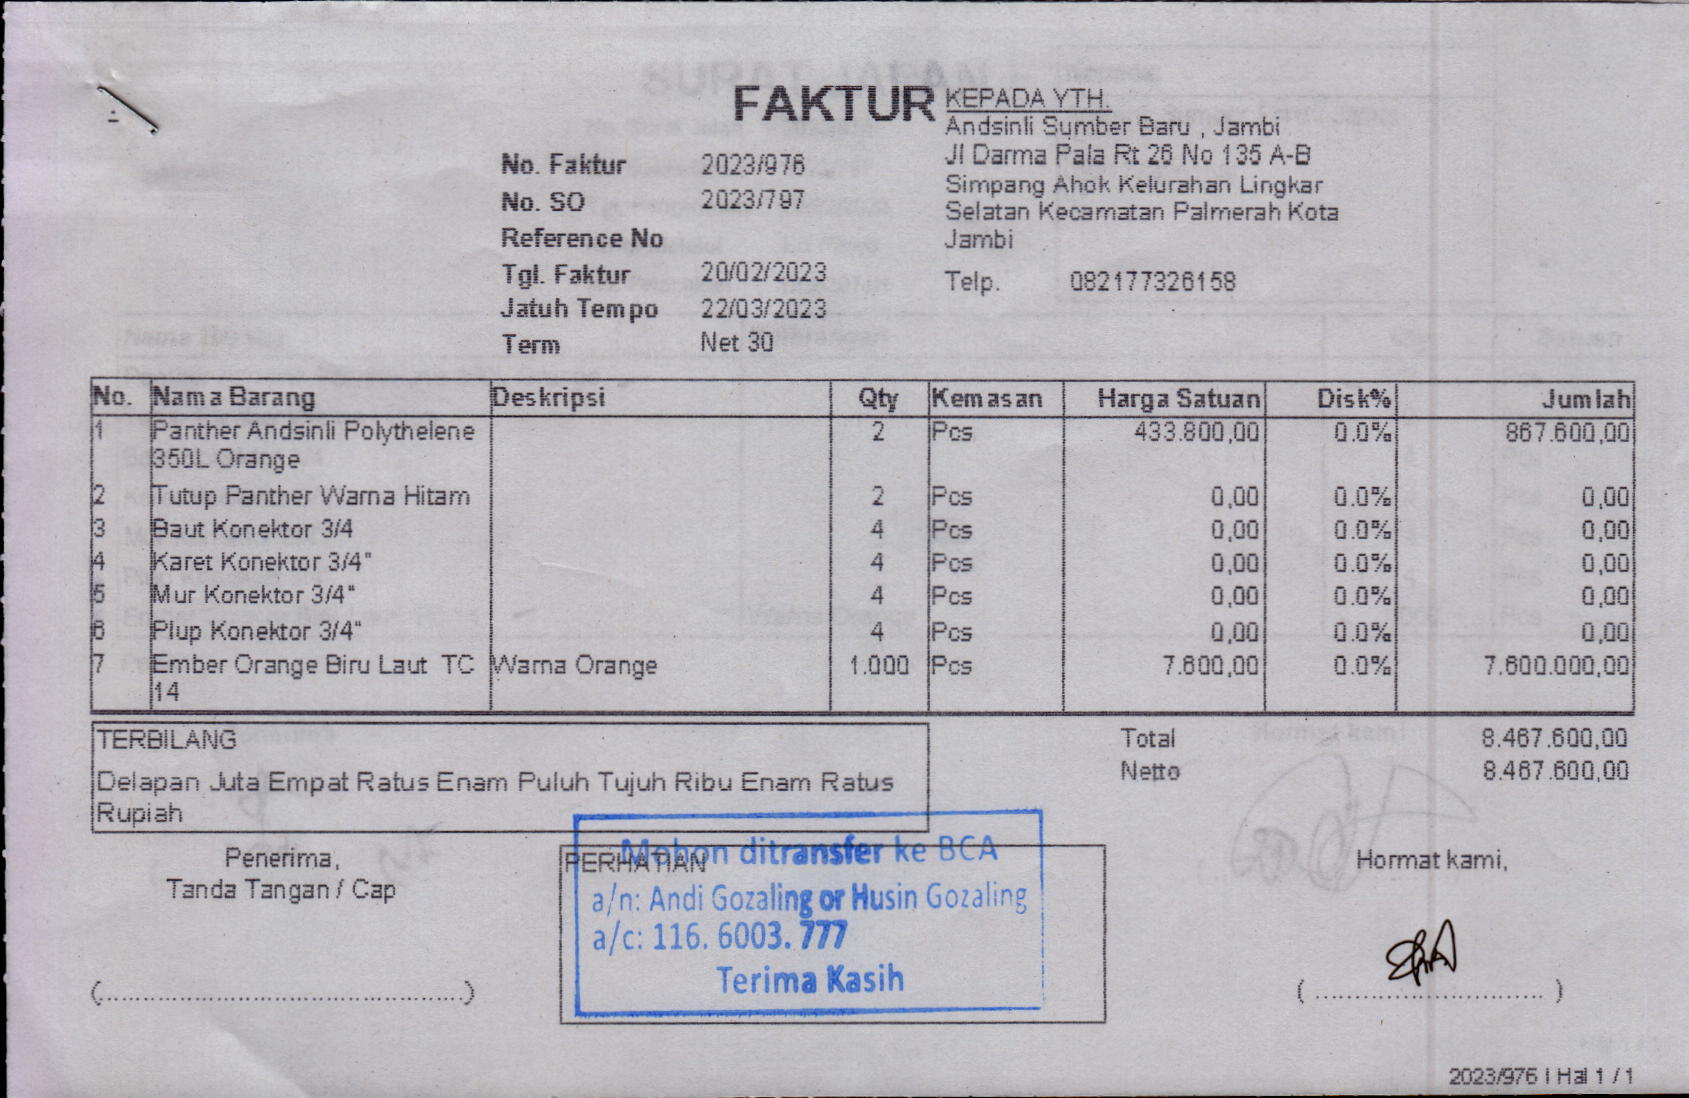 FAKTUR
KEPADA YTH.
Andsinli Sumber Baru , Jambi
Jl Darma Pala Rt 26 No 135 A-B
Simpang Ahok Kelurahan Lingkar
Selatan Kecamatan Palmerah Kota
Jambi
Telp. 082177326158
No. Faktur 2023/976
No. SO 2023/797
Reference No
Tgl. Faktur 20/02/2023
Jatuh Tempo 22/03/2023
Term Net 30
No. Nama Barang Deskripsi Qty Kemasan Harga Satuan Disk% Jumlah
1 Panther Andsinli Polythelene 2 Pcs 433.800,00 0.0% 867.600,00
350L Orange
2 Tutup Panther Warna Hitam 2 Pcs 0,00 0.0% 0,00
3 Baut Konektor 3/4 4 Pcs 0,00 0.0% 0,00
4 Karet Konektor 3/4" 4 Pcs 0,00 0.0% 0,00
5 Mur Konektor 3/4" 4 Pcs 0,00 0.0% 0,00
6 Plup Konektor 3/4" 4 Pcs 0,00 0.0% 0,00
7 Ember Orange Biru Laut TC Warna Orange 1.000 Pcs 7.600,00 0.0% 7.600.000,00
14
TERBILANG
Delapan Juta Empat Ratus Enam Puluh Tujuh Ribu Enam Ratus
Rupiah
Total 8.467.600,00
Netto 8.467.600,00
Penerima,
Tanda Tangan / Cap
(...............................................)
PERHATIAN
Mohon ditransfer ke BCA
a/n: Andi Gozaling or Husin Gozaling
a/c: 116. 6003. 777
Terima Kasih
Hormat kami,
( ............................. )
2023/976 | Hal 1 / 1